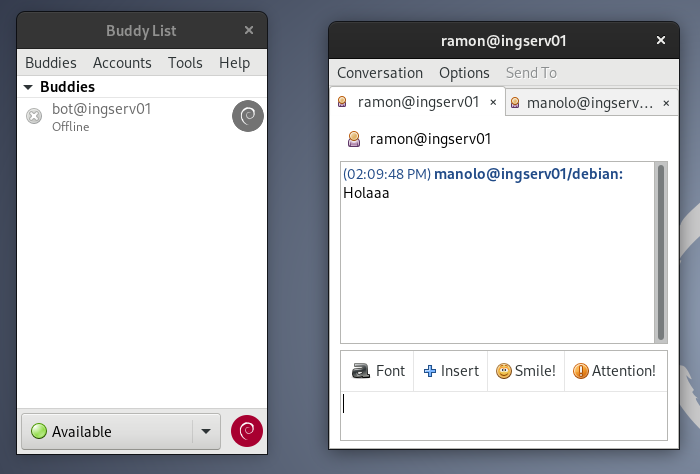 Buddy List
Buddies Accounts Tools Help
Buddies
bot@ingserv01
Offline
Available
ramon@ingserv01
Conversation Options Send To
ramon@ingserv01 manolo@ingserv...
ramon@ingserv01
(02:09:48 PM) manolo@ingserv01/debian:
Holaaa
Font Insert Smile! Attention!